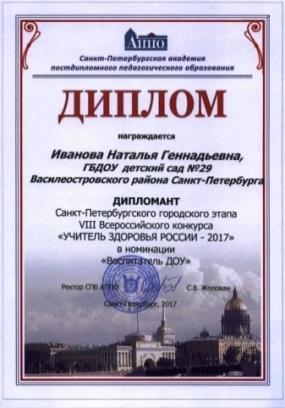 АППО
Санкт-Петербургская академия
постдипломного педагогического образования
ДИПЛОМ
награждается
Иванова Наталья Геннадьевна,
ГБДОУ детский сад №29
Василеостровского района Санкт-Петербурга
ДИПЛОМАНТ
Санкт-Петербургского городского этапа
VIII Всероссийского конкурса
«УЧИТЕЛЬ ЗДОРОВЬЯ РОССИИ - 2017»
в номинации
«Воспитатель ДОУ»
Ректор СПб АППО С.В. Жолован
Санкт-Петербург, 2017